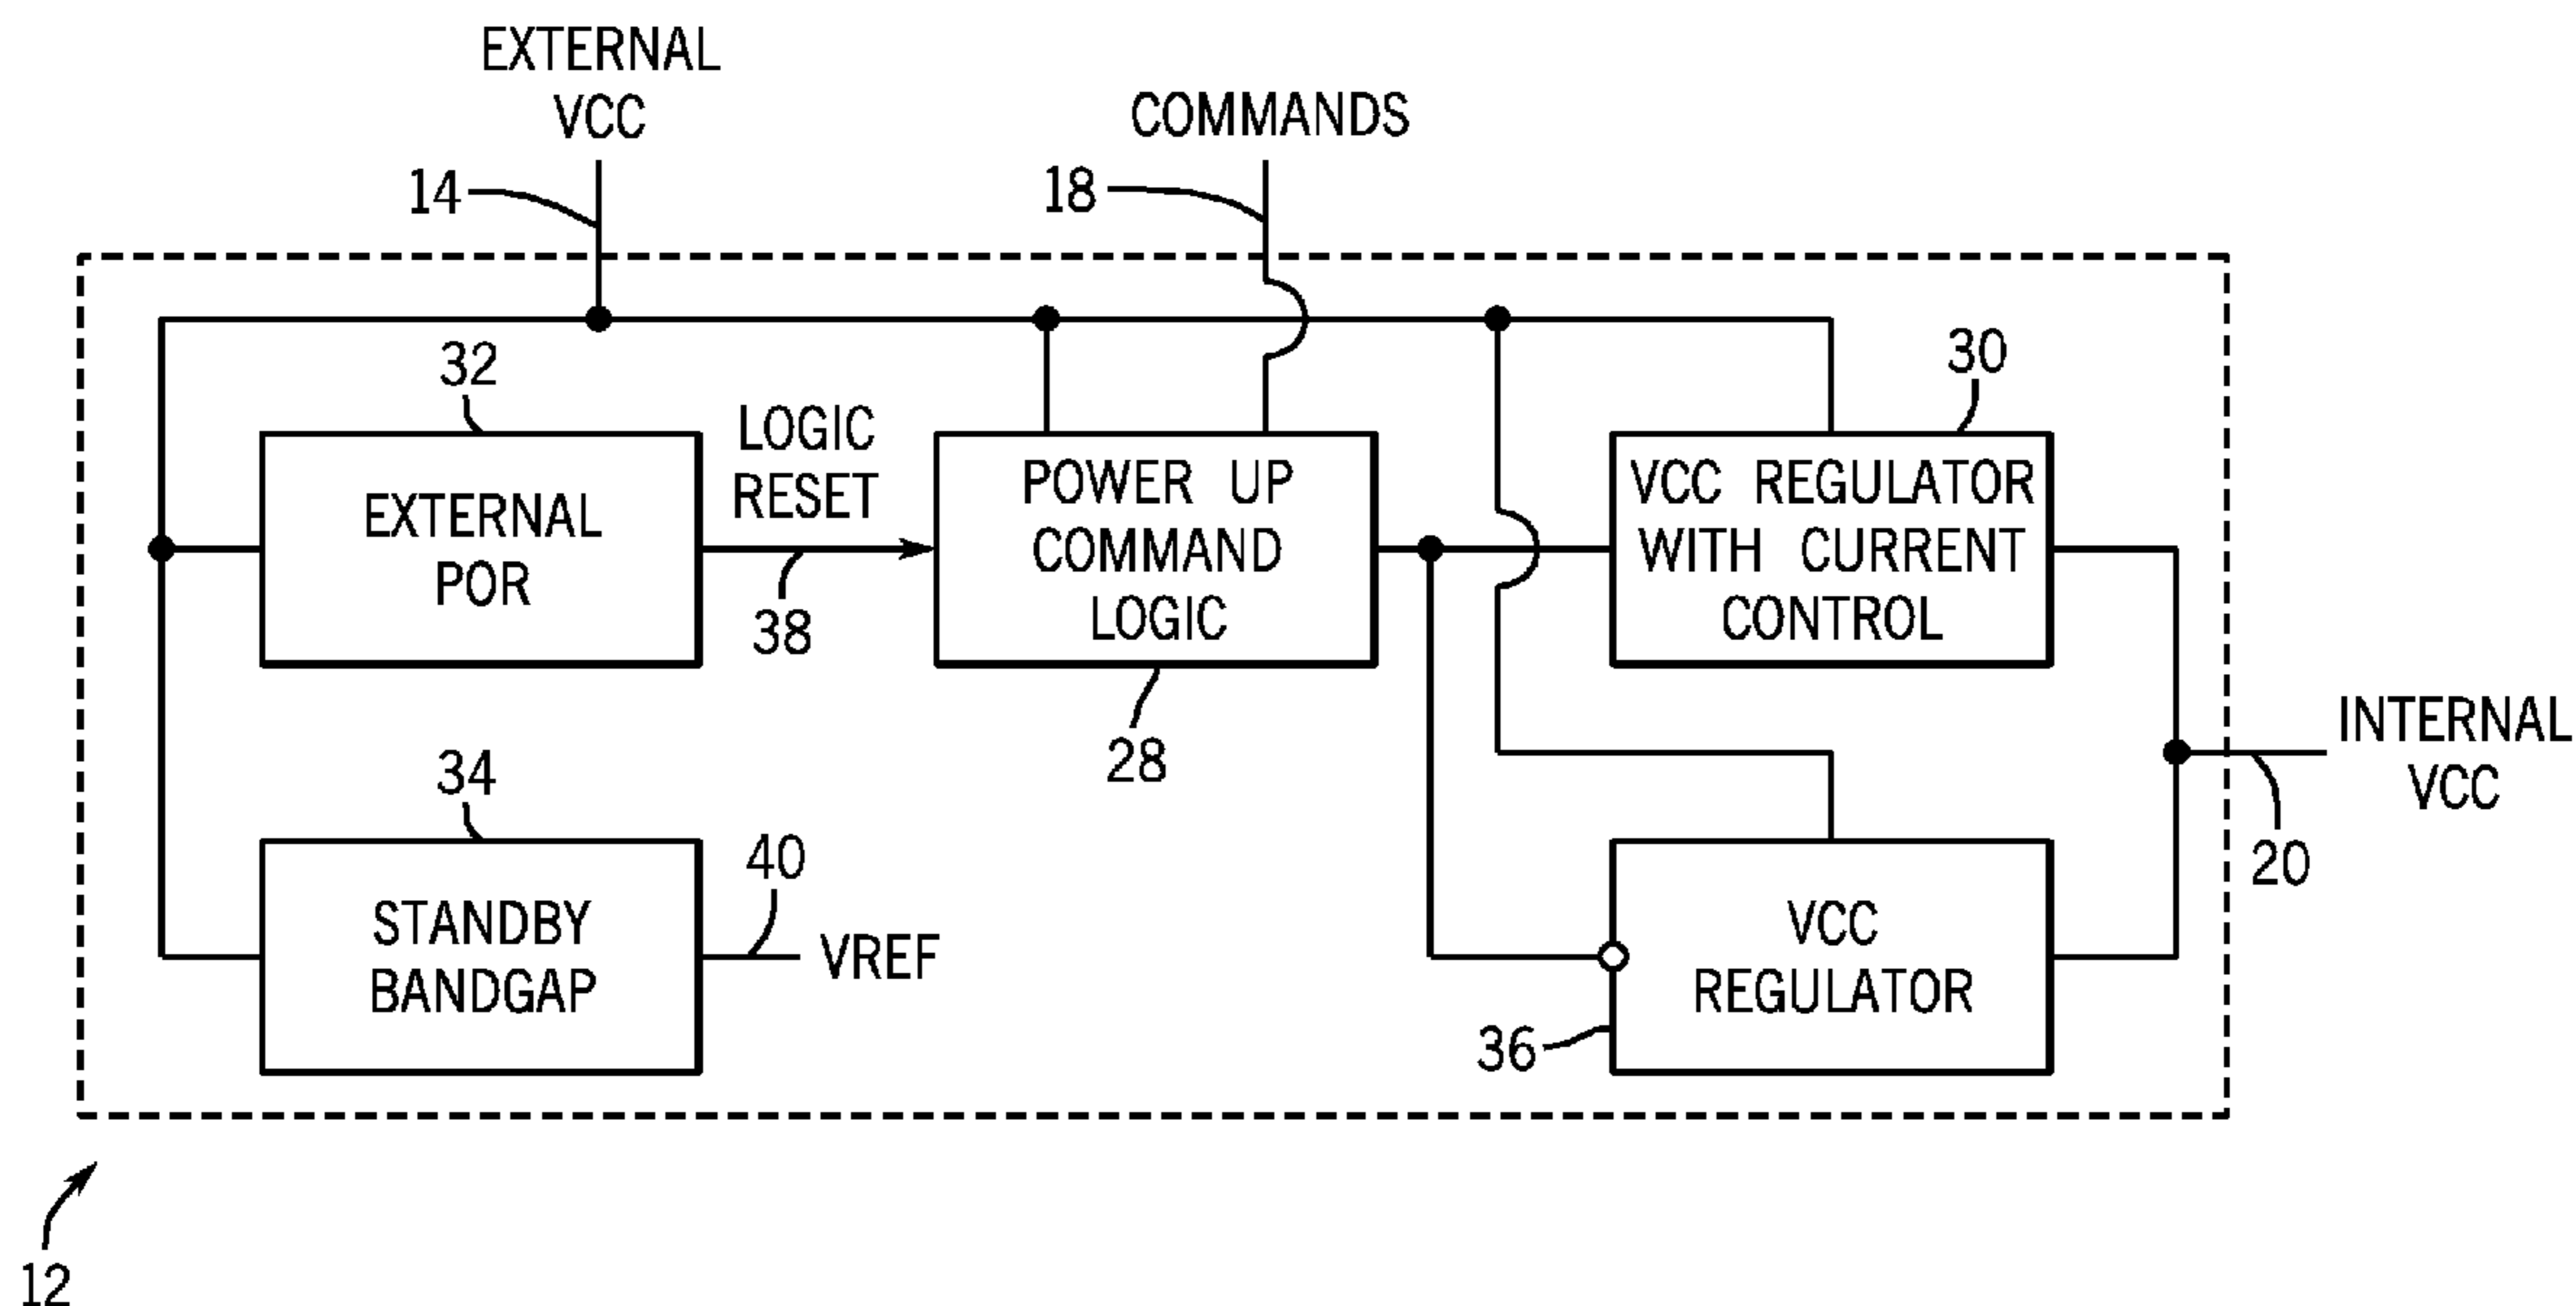 EXTERNAL
VCC
COMMANDS
14
18
32
30
LOGIC
RESET
EXTERNAL
POR
POWER UP
COMMAND
LOGIC
VCC REGULATOR
WITH CURRENT
CONTROL
38
28
INTERNAL
VCC
34
40
20
STANDBY
BANDGAP
VREF
VCC
REGULATOR
36
12